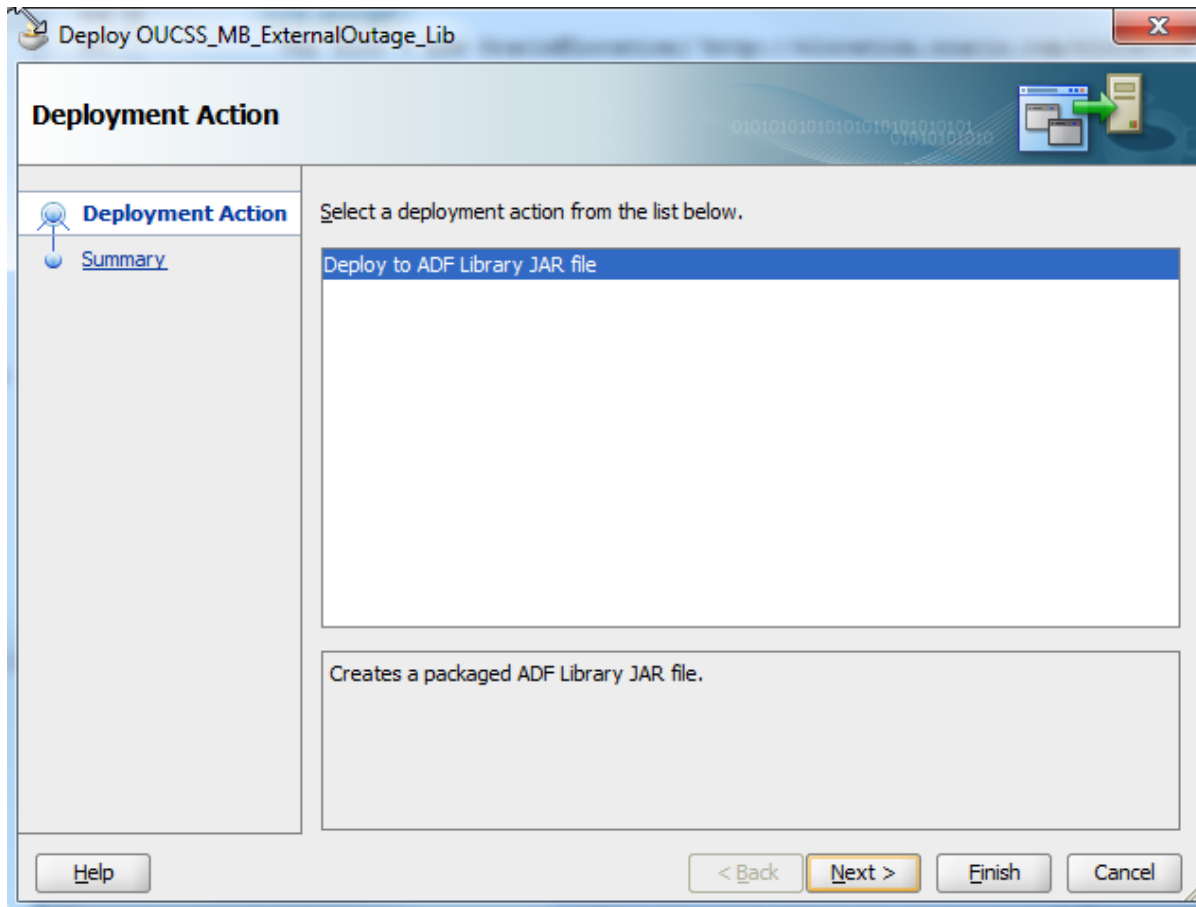 Deploy OUCSS_MB_ExternalOutage_Lib
Deployment Action
Deployment Action
Summary
Select a deployment action from the list below.
Deploy to ADF Library JAR file
Creates a packaged ADF Library JAR file.
Help
< Back
Next >
Finish
Cancel